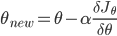 θ_new = θ - α δJ_θ / δθ